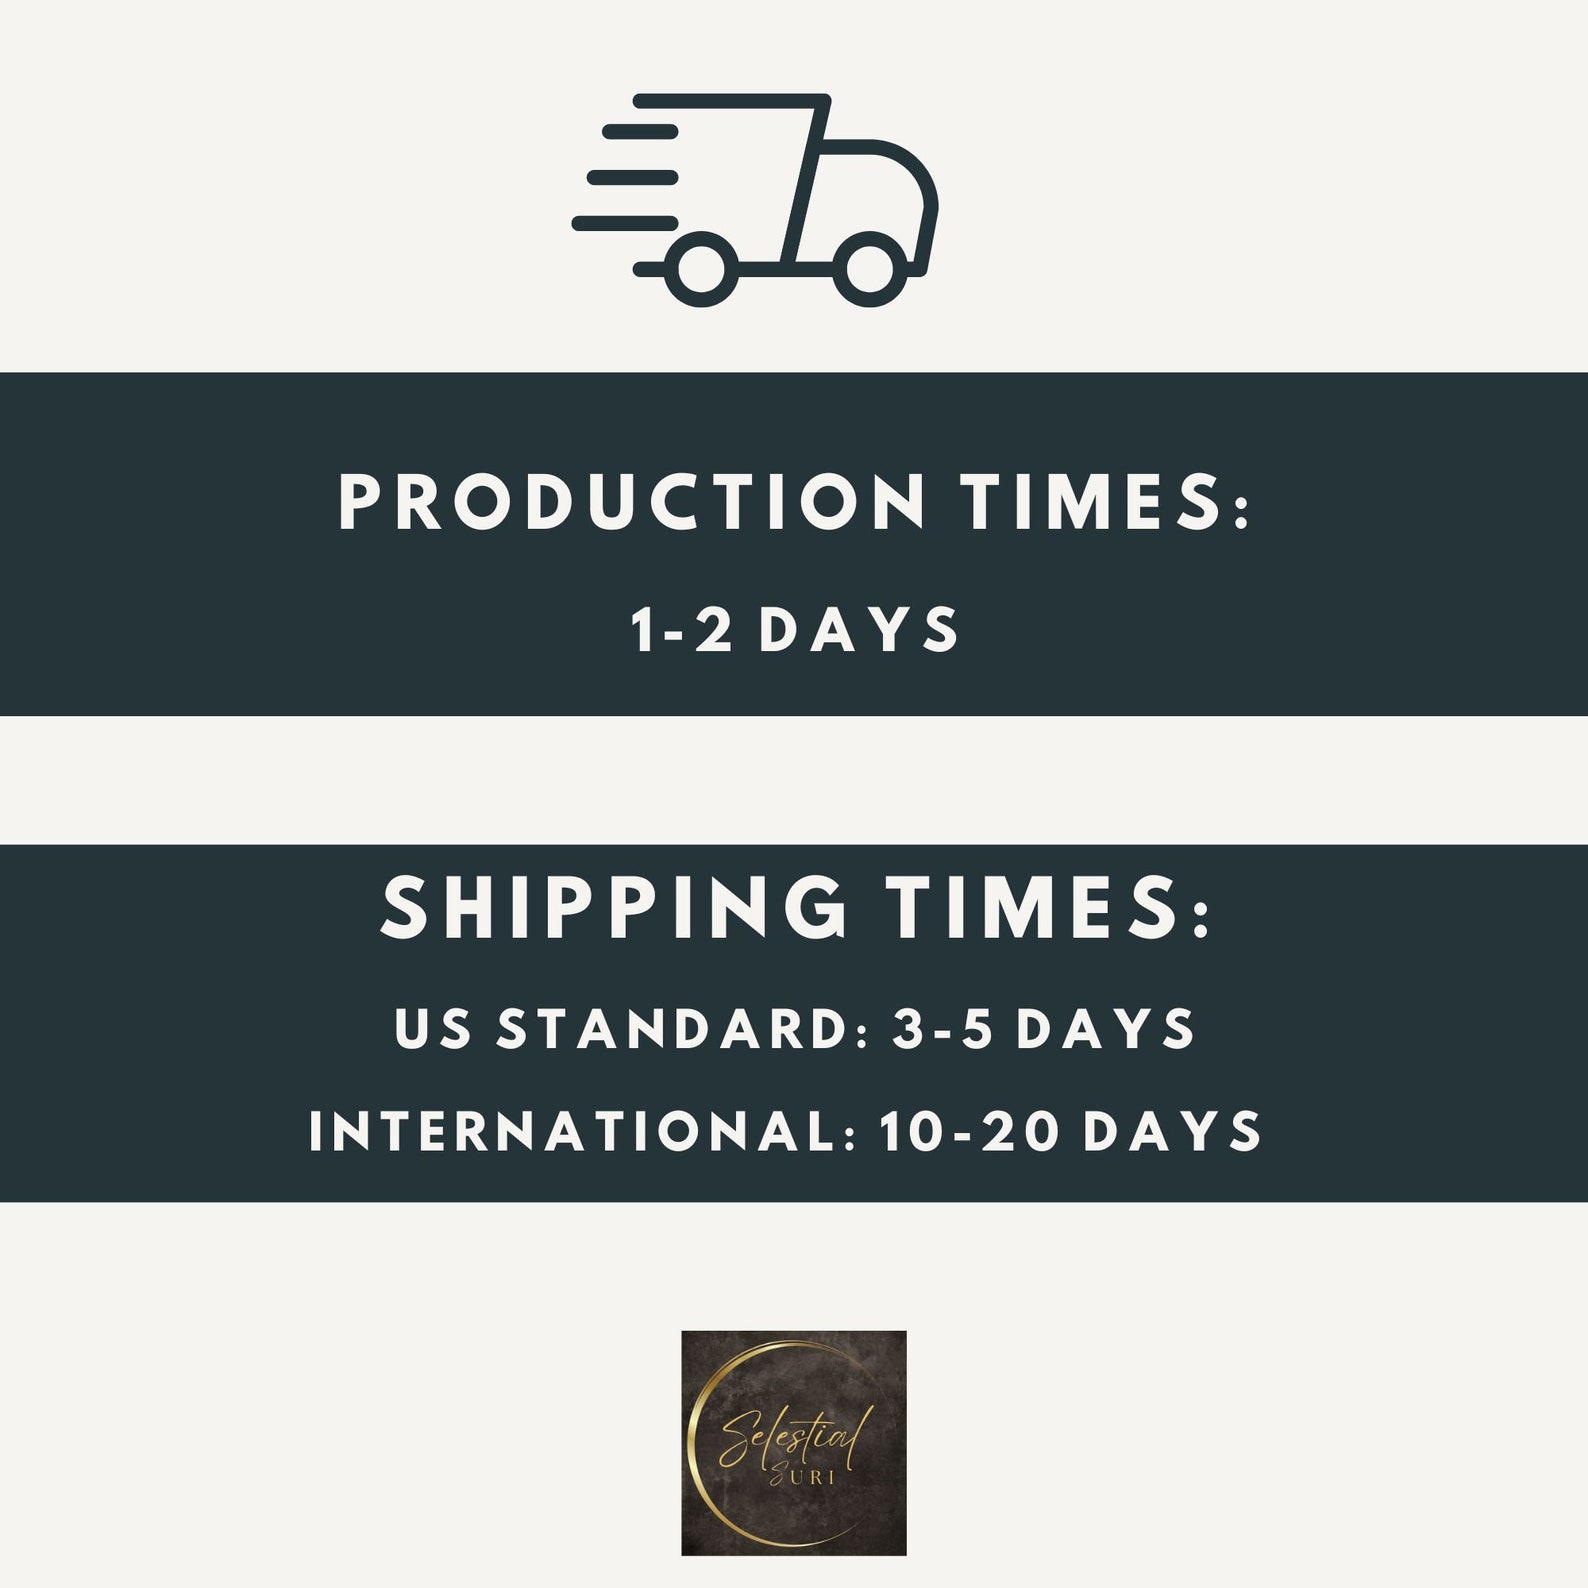 PRODUCTION TIMES:
1-2 DAYS
SHIPPING TIMES:
US STANDARD: 3-5 DAYS
INTERNATIONAL: 10-20 DAYS
Selestial
SURI